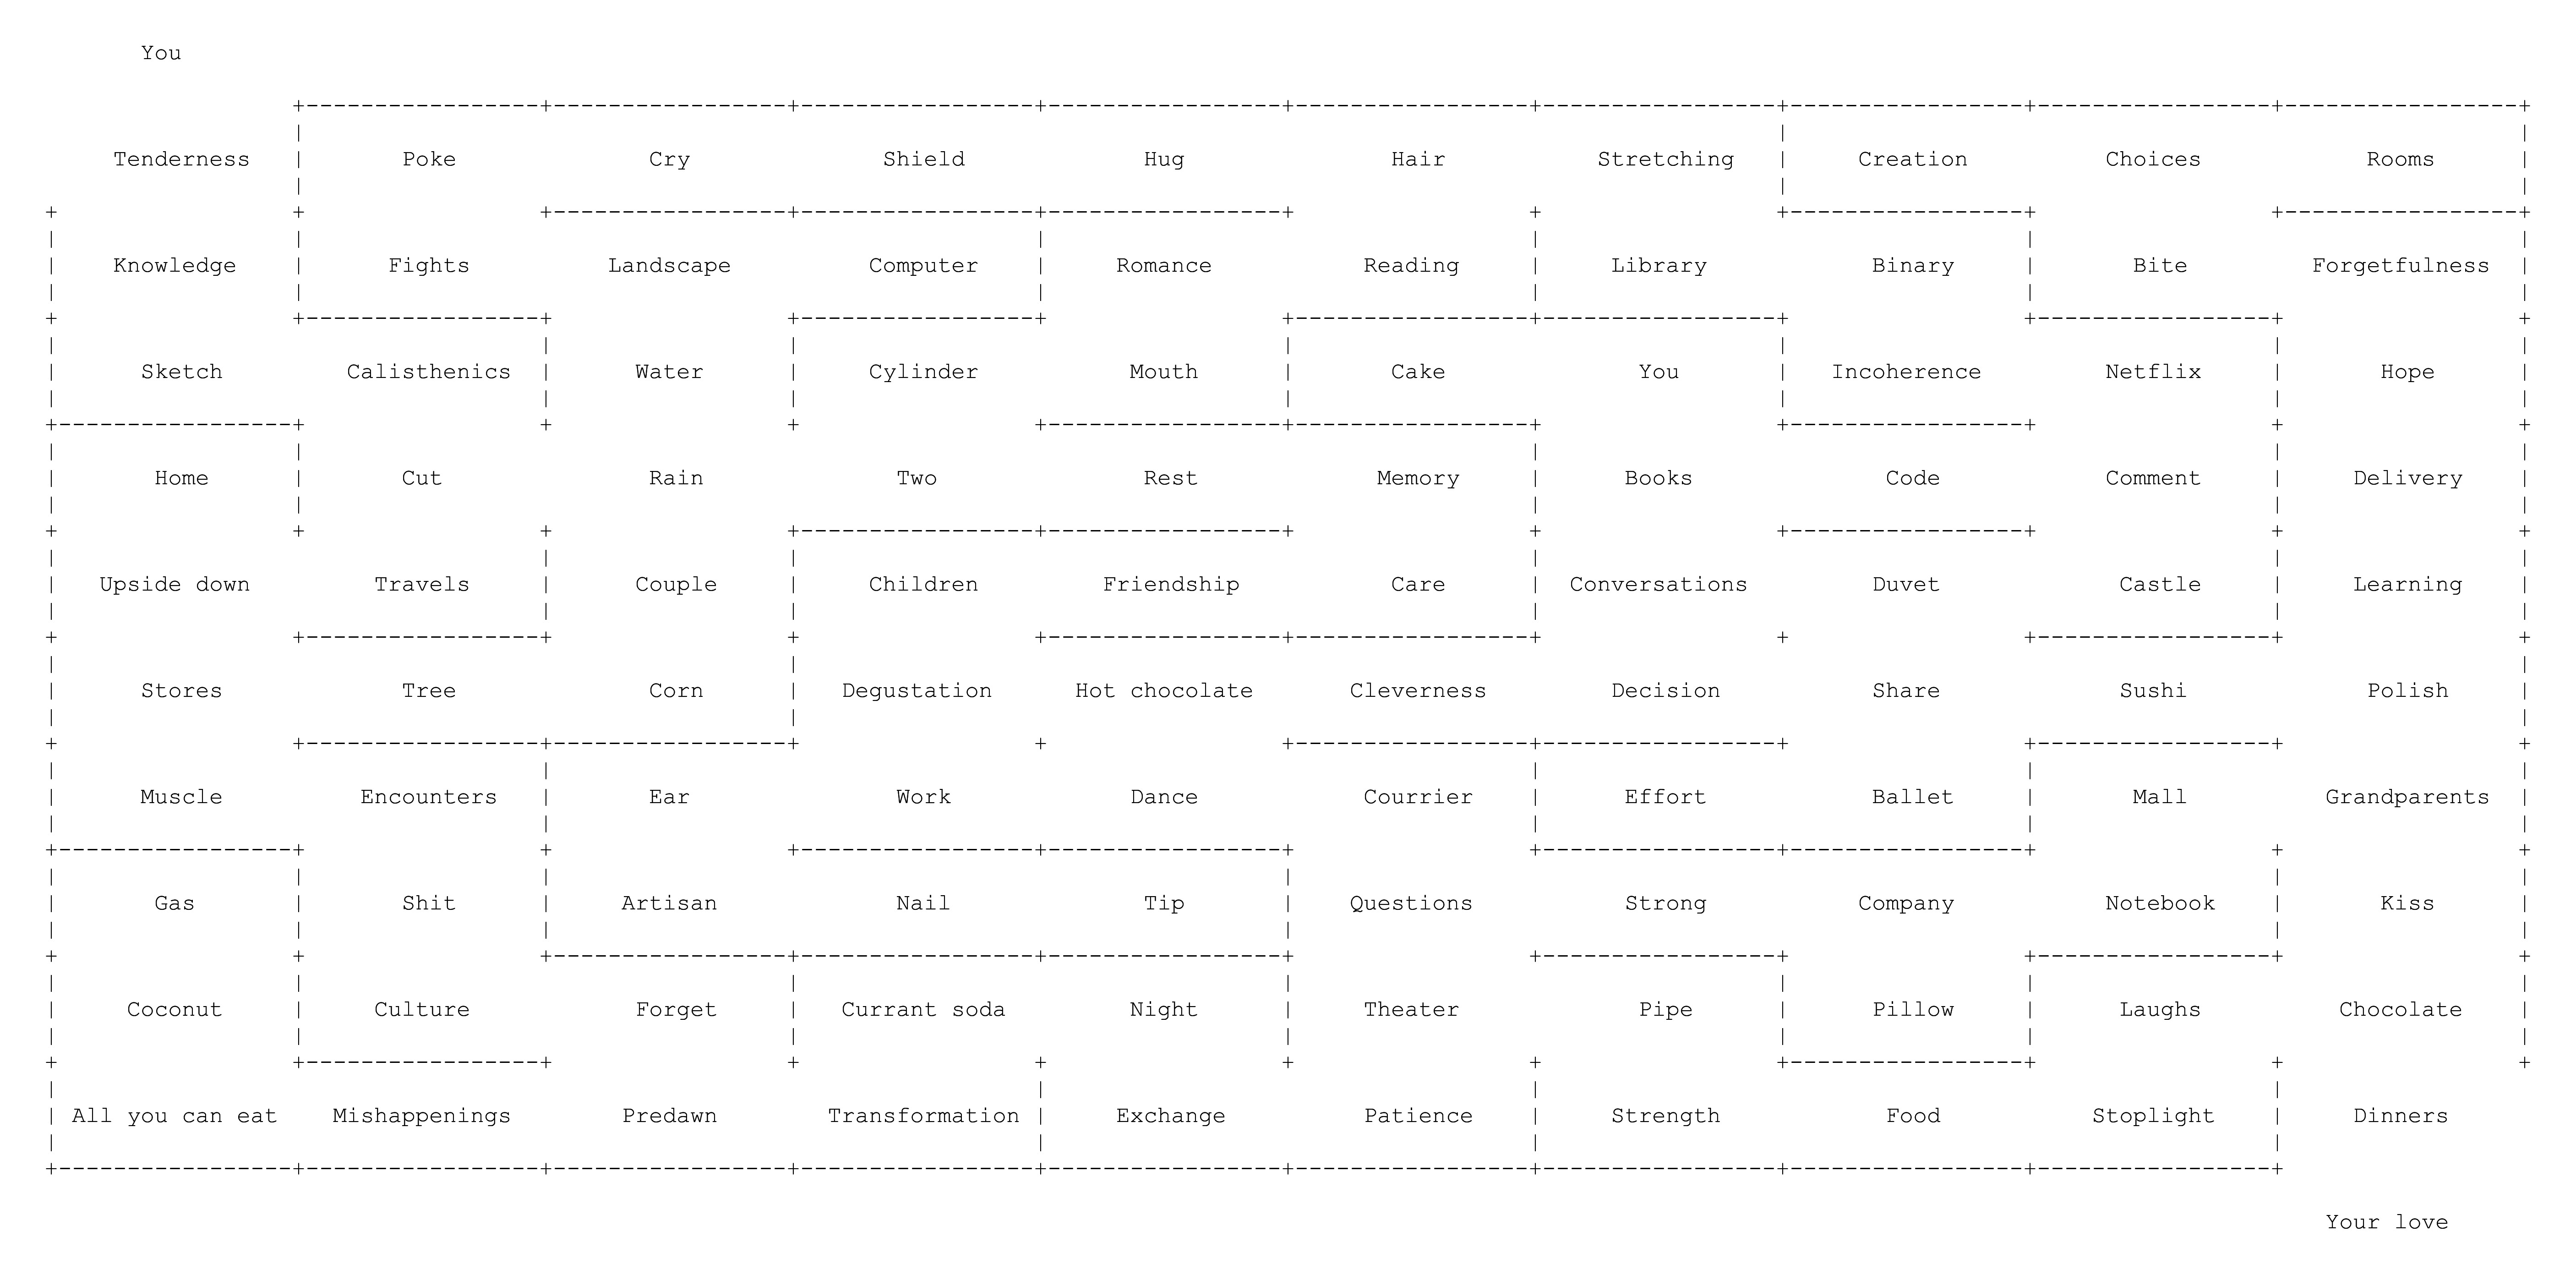 You
Tenderness Poke Cry Shield Hug Hair Stretching Creation Choices Rooms
Knowledge Fights Landscape Computer Romance Reading Library Binary Bite Forgetfulness
Sketch Calisthenics Water Cylinder Mouth Cake You Incoherence Netflix Hope
Home Cut Rain Two Rest Memory Books Code Comment Delivery
Upside down Travels Couple Children Friendship Care Conversations Duvet Castle Learning
Stores Tree Corn Degustation Hot chocolate Cleverness Decision Share Sushi Polish
Muscle Encounters Ear Work Dance Courrier Effort Ballet Mall Grandparents
Gas Shit Artisan Nail Tip Questions Strong Company Notebook Kiss
Coconut Culture Forget Currant soda Night Theater Pipe Pillow Laughs Chocolate
All you can eat Mishappenings Predawn Transformation Exchange Patience Strength Food Stoplight Dinners
Your love